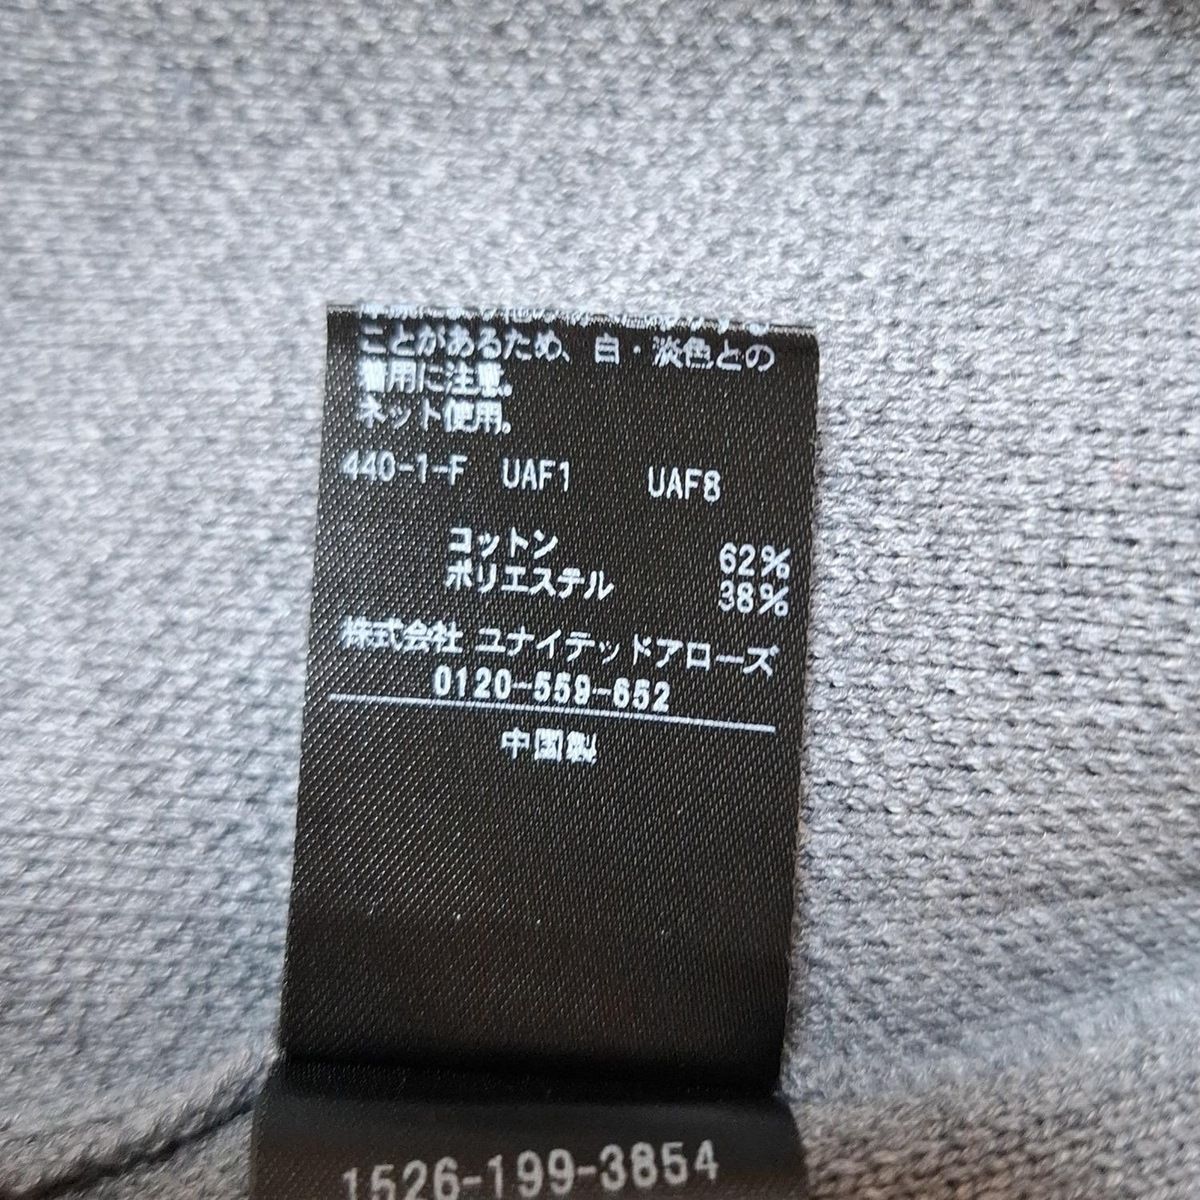 ことがあるため、白・淡色との
着用に注意。
ネット使用。
440-1-F UAF1 UAF8
コットン 62%
ポリエステル 38%
株式会社 ユナイテッドアローズ
0120-559-652
中国製
1526-199-3854